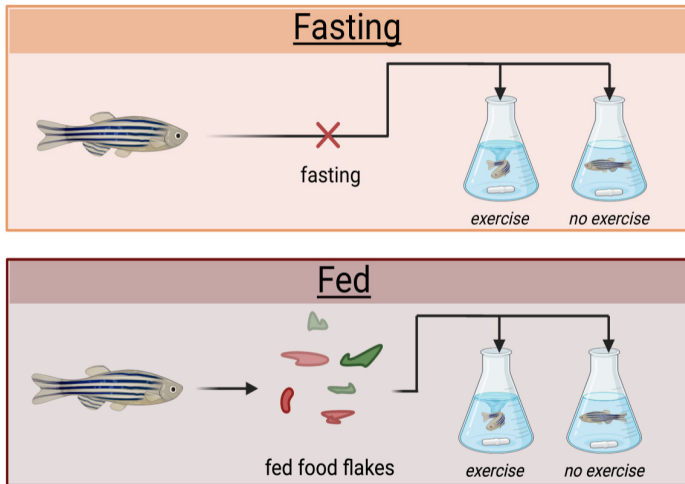 Fasting
fasting
exercise
no exercise
Fed
fed food flakes
exercise
no exercise